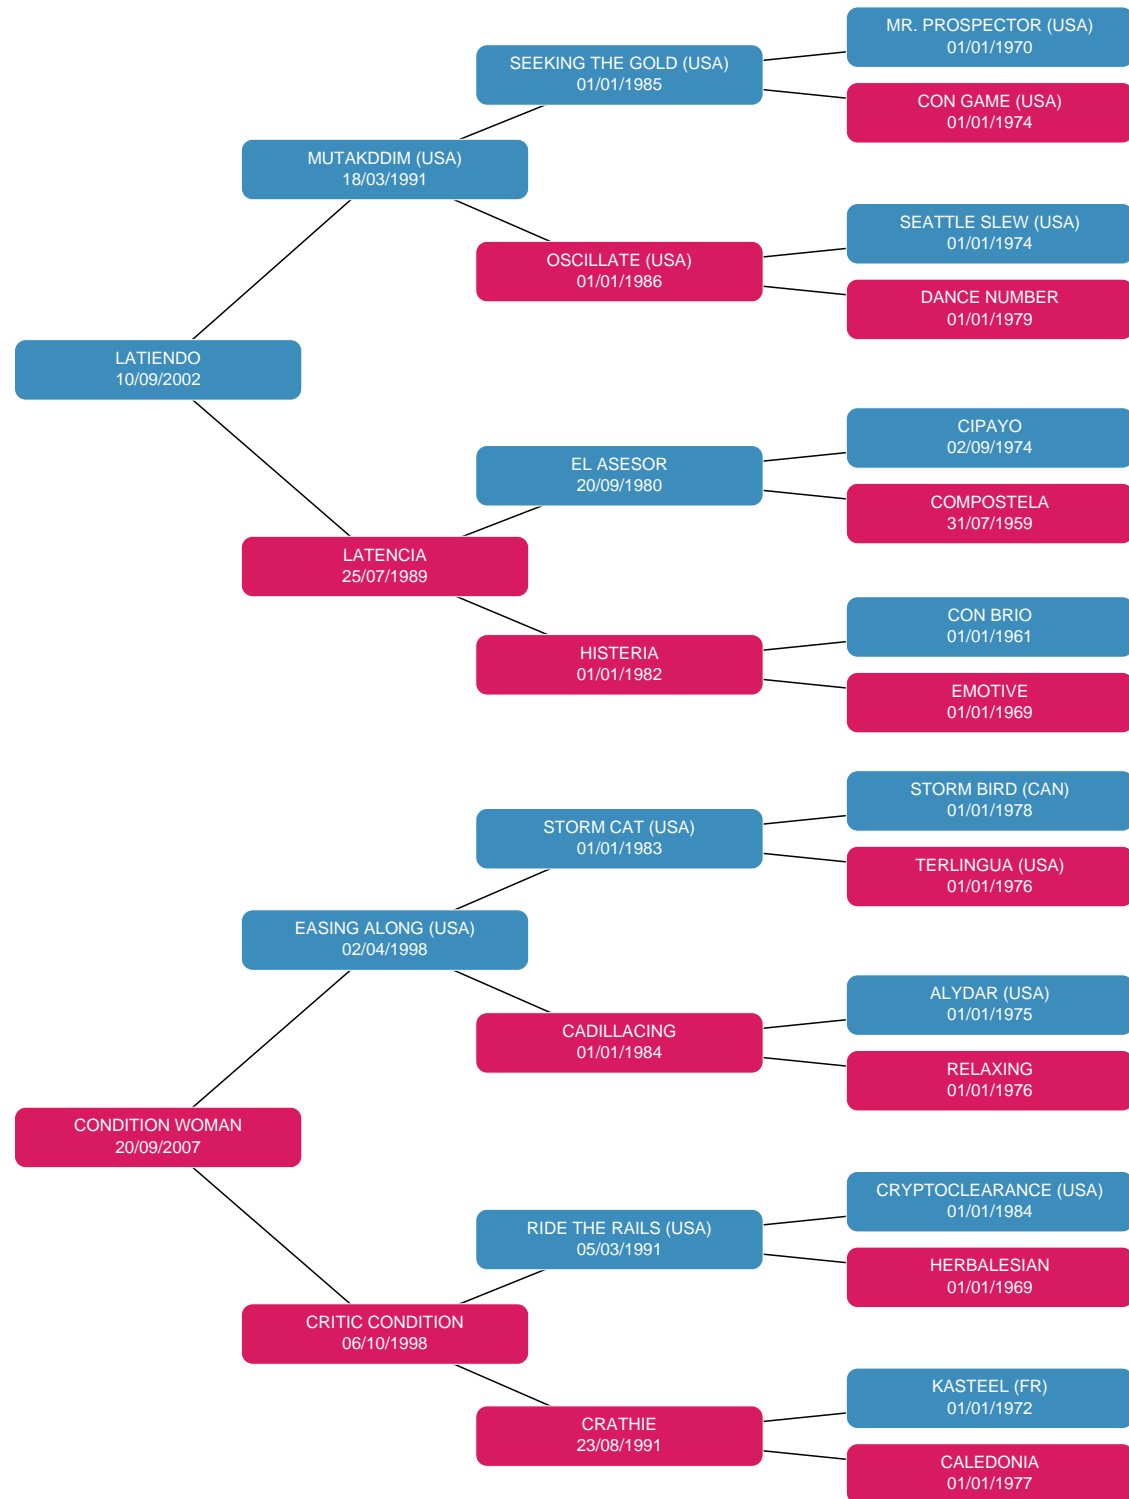 MR. PROSPECTOR (USA)
01/01/1970
SEEKING THE GOLD (USA)
01/01/1985
CON GAME (USA)
01/01/1974
MUTAKDDIM (USA)
18/03/1991
SEATTLE SLEW (USA)
01/01/1974
OSCILLATE (USA)
01/01/1986
DANCE NUMBER
01/01/1979
LATIENDO
10/09/2002
CIPAYO
02/09/1974
EL ASESOR
20/09/1980
COMPOSTELA
31/07/1959
LATENCIA
25/07/1989
CON BRIO
01/01/1961
HISTERIA
01/01/1982
EMOTIVE
01/01/1969
STORM BIRD (CAN)
01/01/1978
STORM CAT (USA)
01/01/1983
TERLINGUA (USA)
01/01/1976
EASING ALONG (USA)
02/04/1998
ALYDAR (USA)
01/01/1975
CADILLACING
01/01/1984
RELAXING
01/01/1976
CONDITION WOMAN
20/09/2007
CRYPTOCLEARANCE (USA)
01/01/1984
RIDE THE RAILS (USA)
05/03/1991
HERBALESIAN
01/01/1969
CRITIC CONDITION
06/10/1998
KASTEEL (FR)
01/01/1972
CRATHIE
23/08/1991
CALEDONIA
01/01/1977